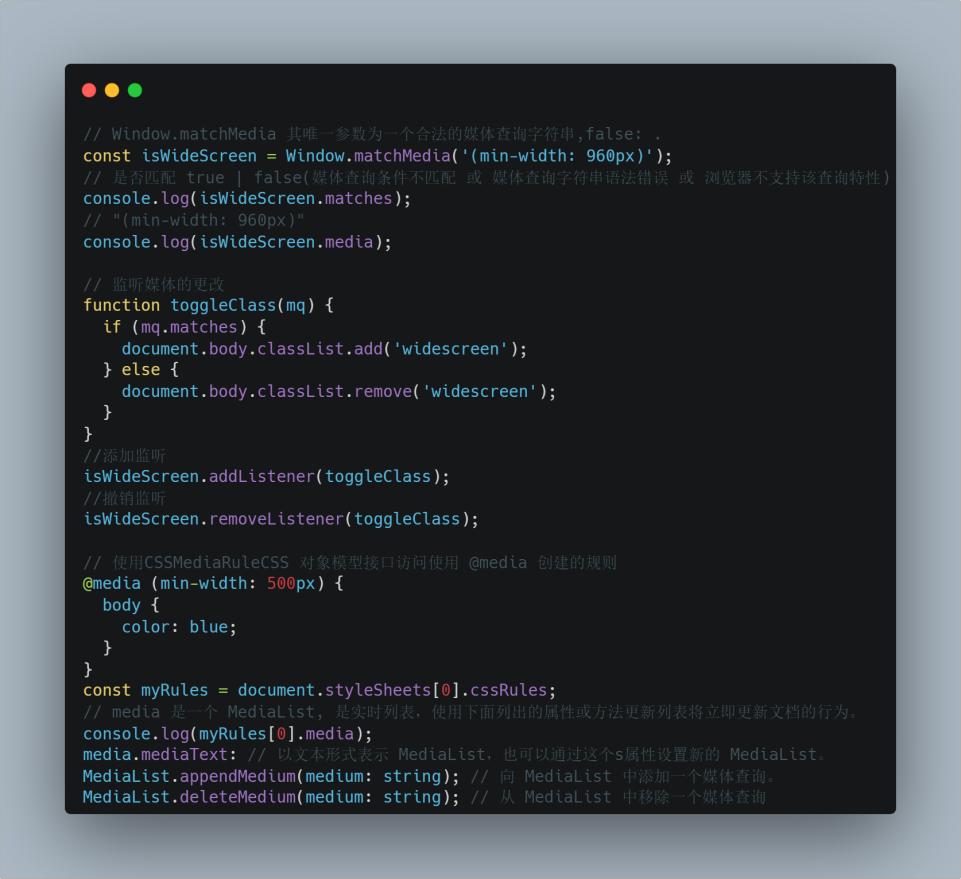 // Window.matchMedia 其唯一参数为一个合法的媒体查询字符串,false: .
const isWideScreen = Window.matchMedia('(min-width: 960px)');
// 是否匹配 true | false(媒体查询条件不匹配 或 媒体查询字符串语法错误 或 浏览器不支持该查询特性)
console.log(isWideScreen.matches);
// "(min-width: 960px)"
console.log(isWideScreen.media);
// 监听媒体的更改
function toggleClass(mq) {
  if (mq.matches) {
    document.body.classList.add('widescreen');
  } else {
    document.body.classList.remove('widescreen');
  }
}
//添加监听
isWideScreen.addListener(toggleClass);
//撤销监听
isWideScreen.removeListener(toggleClass);
// 使用CSSMediaRuleCSS 对象模型接口访问使用 @media 创建的规则
@media (min-width: 500px) {
  body {
    color: blue;
  }
}
const myRules = document.styleSheets[0].cssRules;
// media 是一个 MediaList, 是实时列表，使用下面列出的属性或方法更新列表将立即更新文档的行为。
console.log(myRules[0].media);
media.mediaText: // 以文本形式表示 MediaList，也可以通过这个s属性设置新的 MediaList。
MediaList.appendMedium(medium: string); // 向 MediaList 中添加一个媒体查询。
MediaList.deleteMedium(medium: string); // 从 MediaList 中移除一个媒体查询